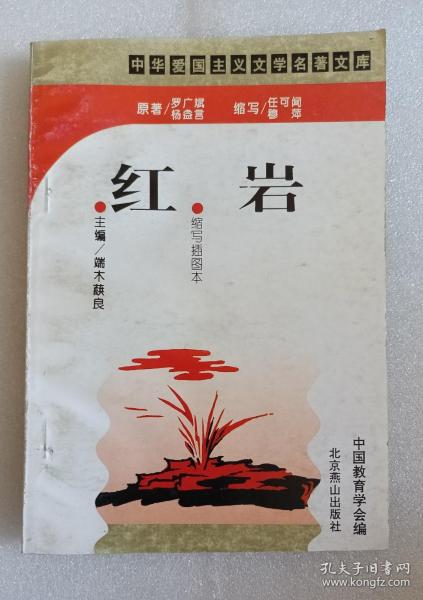 中华爱国主义文学名著文库
原著/罗广斌 杨益言
缩写/任可闻 穆萍
红岩
缩写插图本
主编/端木蕻良
中国教育学会编
北京燕山出版社
孔夫子旧书网
www.kongfz.com